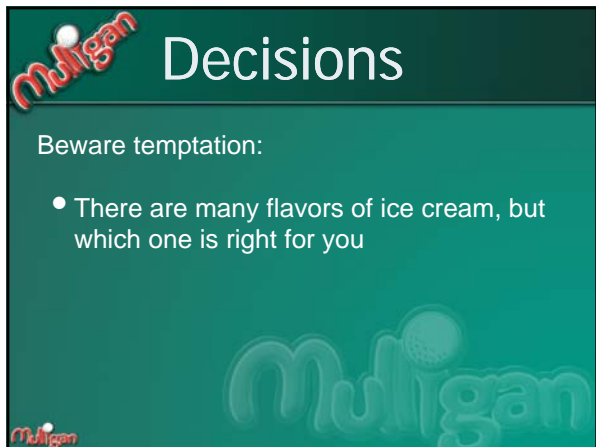 Mulligan
Decisions
Beware temptation:
• There are many flavors of ice cream, but
which one is right for you
Mulligan
Mulligan